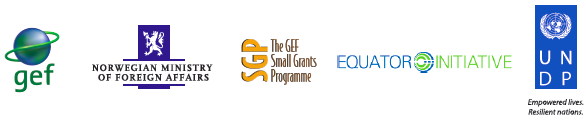 gef
NORWEGIAN MINISTRY
OF FOREIGN AFFAIRS
SGP
The GEF
Small Grants
Programme
EQUATOR INITIATIVE
U N
D P
Empowered lives.
Resilient nations.